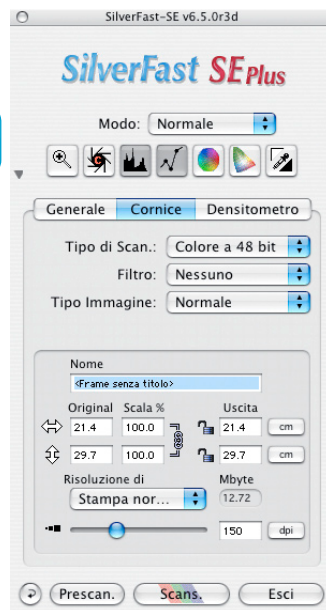 SilverFast-SE v6.5.0r3d
SilverFast SE Plus
Modo: Normale
Generale Cornice Densitometro
Tipo di Scan.: Colore a 48 bit
Filtro: Nessuno
Tipo Immagine: Normale
Nome
<Frame senza titolo>
Original Scala % Uscita
21.4 100.0 21.4 cm
29.7 100.0 29.7 cm
Risoluzione di Mbyte
Stampa nor... 12.72
150 dpi
Prescan. Scans. Esci